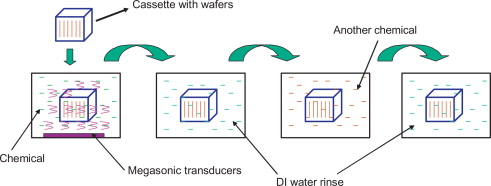 Cassette with wafers
Another chemical
Chemical
Megasonic transducers
DI water rinse